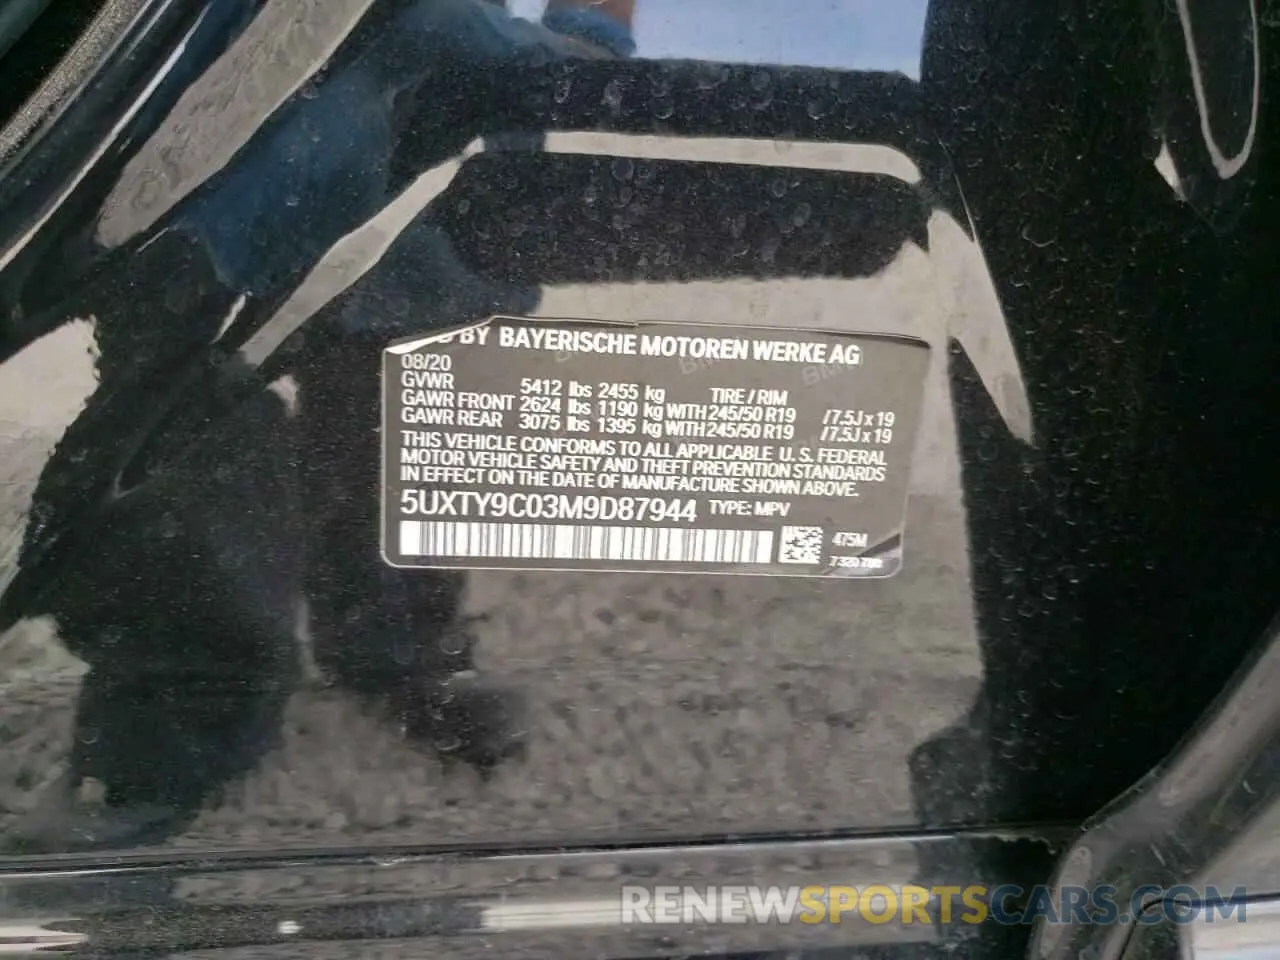 BY BAYERISCHE MOTOREN WERKE AG
08/20
GVWR 5412 lbs 2455 kg TIRE / RIM
GAWR FRONT 2624 lbs 1190 kg WITH 245/50 R19 / 7.5J x 19
GAWR REAR 3075 lbs 1395 kg WITH 245/50 R19 / 7.5J x 19
THIS VEHICLE CONFORMS TO ALL APPLICABLE U. S. FEDERAL
MOTOR VEHICLE SAFETY AND THEFT PREVENTION STANDARDS
IN EFFECT ON THE DATE OF MANUFACTURE SHOWN ABOVE.
5UXTY9C03M9D87944 TYPE: MPV
475M
RENEWSPORTSCARS.COM